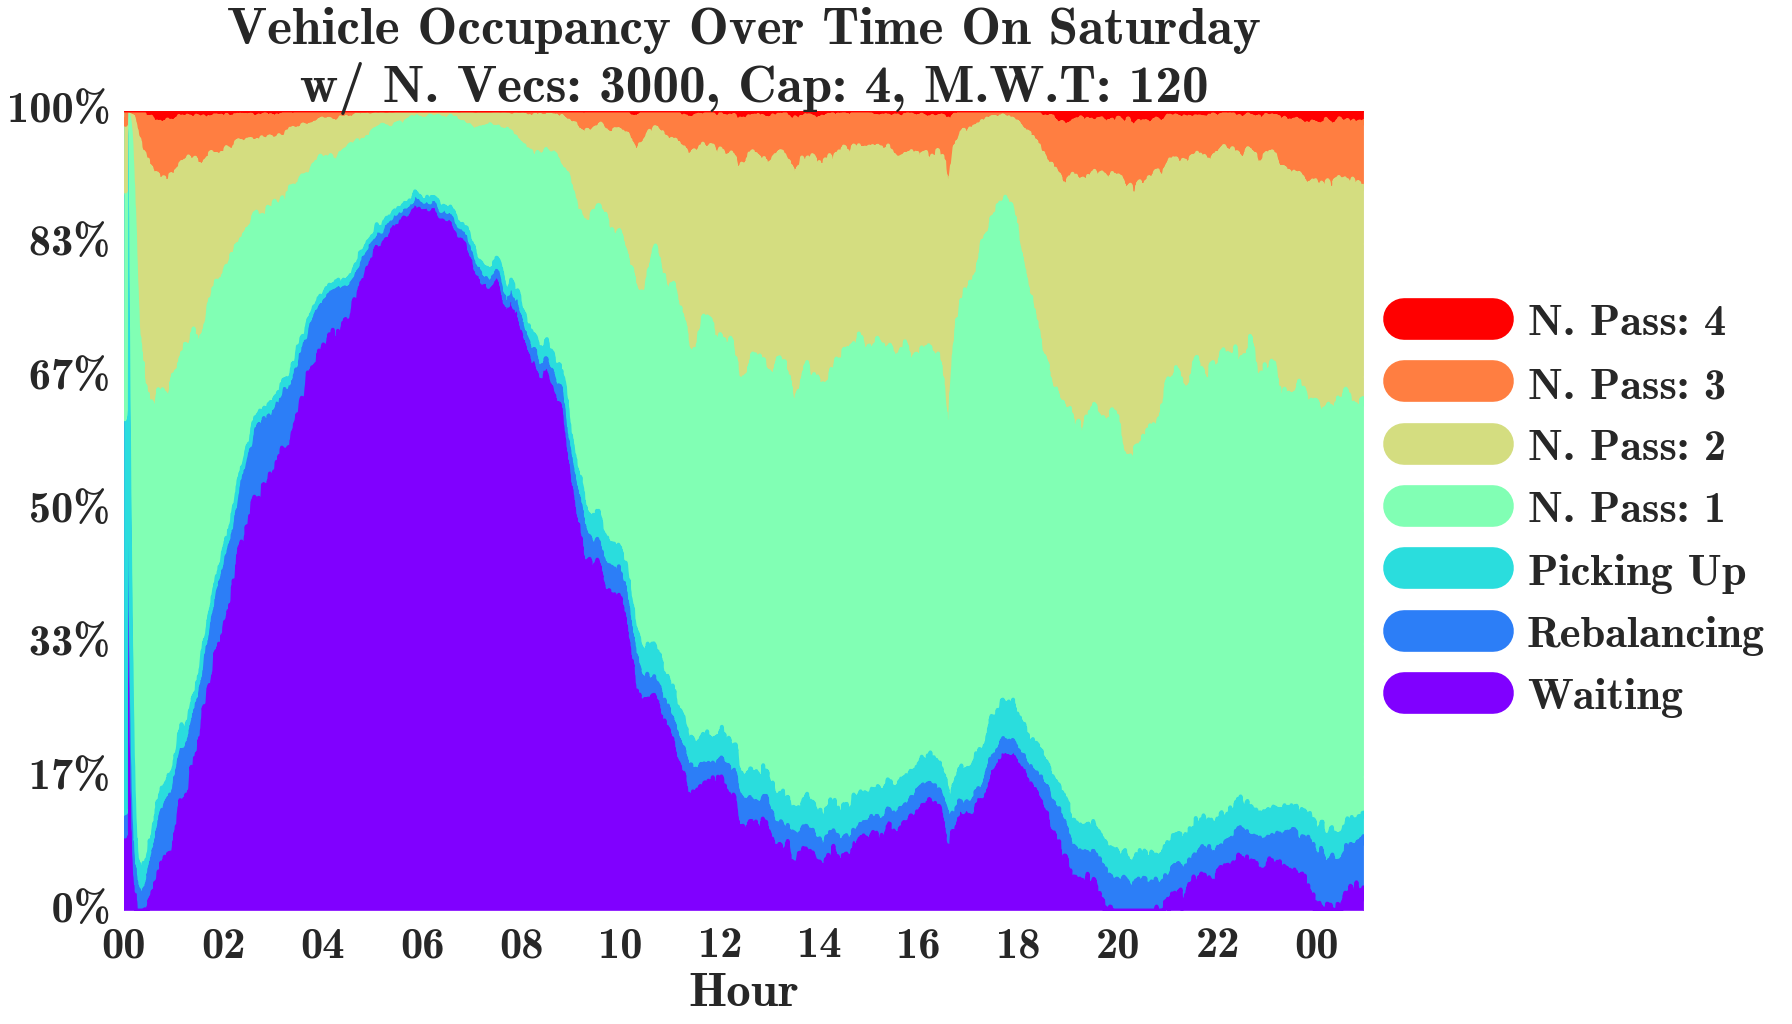 Vehicle Occupancy Over Time On Saturday
w/ N. Vecs: 3000, Cap: 4, M.W.T: 120
100%
83%
67%
50%
33%
17%
0%
00 02 04 06 08 10 12 14 16 18 20 22 00
Hour
N. Pass: 4
N. Pass: 3
N. Pass: 2
N. Pass: 1
Picking Up
Rebalancing
Waiting